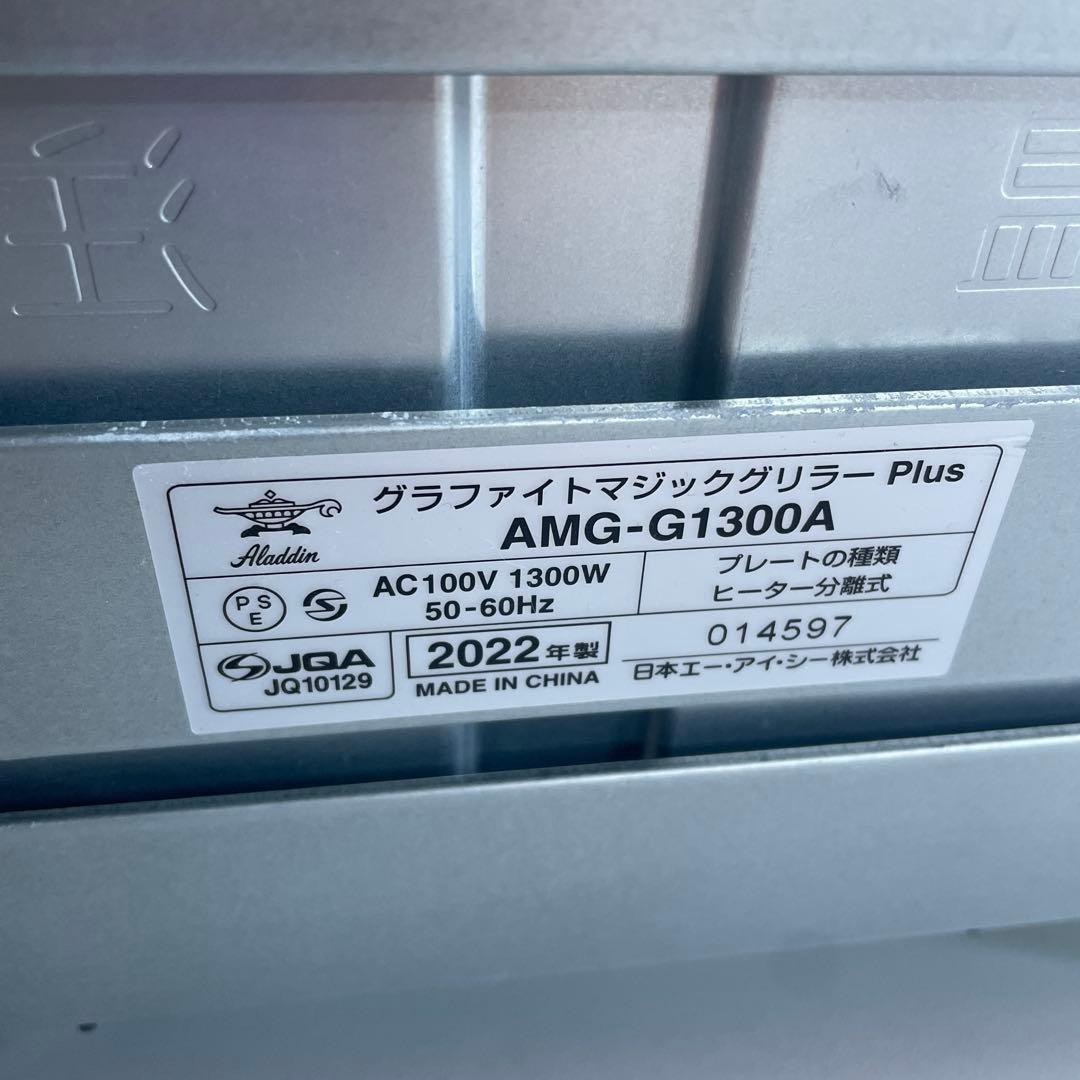 グラファイトマジックグリラー Plus
AMG-G1300A
Aladdin
AC100V 1300W
50-60Hz
プレートの種類
ヒーター分離式
PSE
JQA
JQ10129
2022年製
MADE IN CHINA
014597
日本エー・アイ・シー株式会社